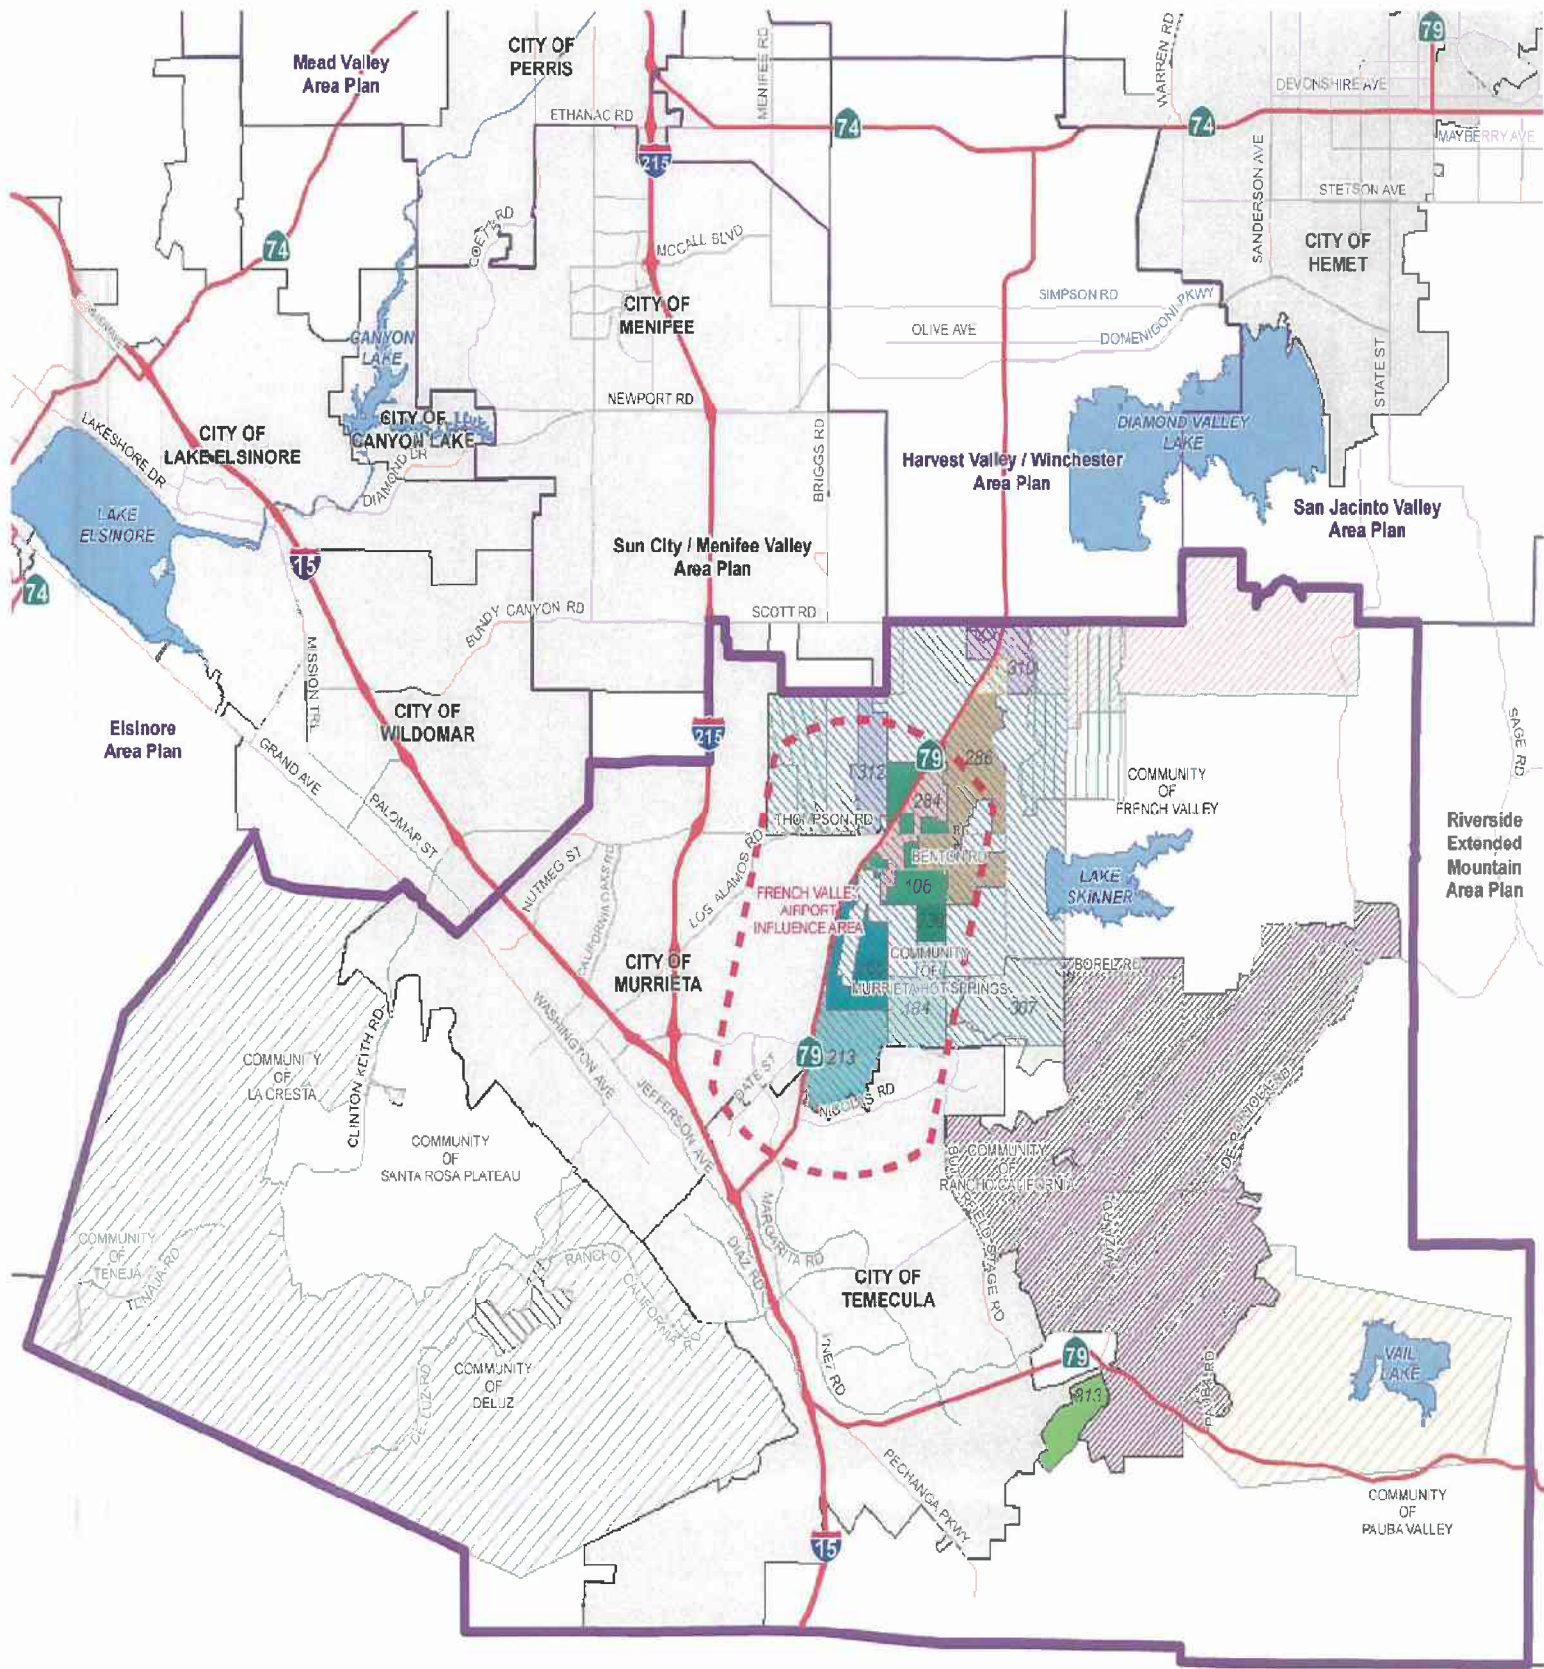 79
CITY OF
PERRIS
Mead Valley
Area Plan
MENIFEE RD
WARREN RD
DEVONSHIRE AVE
ETHANAC RD
74
74
MAYBERRY AVE
215
SANDERSON AVE
STETSON AVE
GOETZ RD
MCCALL BLVD
74
CITY OF
HEMET
CITY OF
MENIFEE
SIMPSON RD
DOMENIGONI PKWY
OLIVE AVE
CANYON
LAKE
STATE ST
NEWPORT RD
LAKESHORE DR
CITY OF
LAKE ELSINORE
CITY OF
CANYON LAKE
DIAMOND DR
BRIGGS RD
DIAMOND VALLEY
LAKE
Harvest Valley / Winchester
Area Plan
San Jacinto Valley
Area Plan
LAKE
ELSINORE
Sun City / Menifee Valley
Area Plan
15
74
BUNDY CANYON RD
SCOTT RD
MISSION TRL
310
Elsinore
Area Plan
CITY OF
WILDOMAR
215
SAGE RD
GRAND AVE
79
286
312
COMMUNITY
OF
FRENCH VALLEY
284
PALOMAR ST
THOMPSON RD
Riverside
Extended
Mountain
Area Plan
NUTMEG ST
CALIFORNIA OAKS RD
LOS ALAMOS RD
BENTON RD
106
LAKE
SKINNER
FRENCH VALLEY
AIRPORT
INFLUENCE AREA
CITY OF
MURRIETA
COMMUNITY
OF
MURRIETA HOT SPRINGS
BOREL RD
184
307
WASHINGTON AVE
CLINTON KEITH RD
COMMUNITY
OF
LA CRESTA
79
213
DATE ST
NICOLAS RD
JEFFERSON AVE
DE PORTOLA RD
COMMUNITY
OF
SANTA ROSA PLATEAU
COMMUNITY
OF
RANCHO CALIFORNIA
BUTTERFIELD STAGE RD
ANZA RD
MARGARITA RD
DIAZ RD
COMMUNITY
OF
TENEJA
TENAJA RD
RANCHO
CALIFORNIA
RD
CITY OF
TEMECULA
COMMUNITY
OF
DELUZ
DE LUZ RD
YNEZ RD
79
PAUBA RD
VAIL
LAKE
313
PECHANGA PKWY
COMMUNITY
OF
PAUBA VALLEY
15